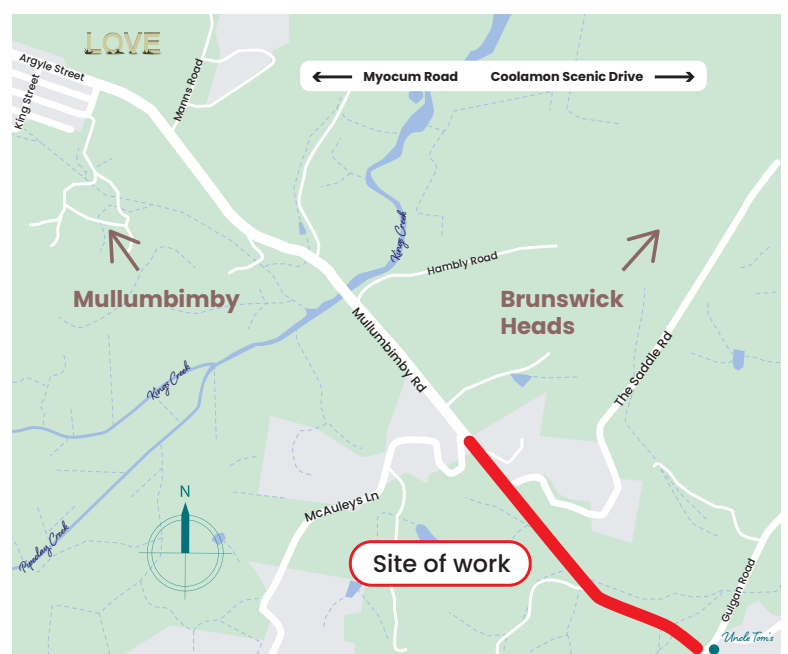 LOVE
Argyle Street
King Street
Manns Road
Myocum Road
Coolamon Scenic Drive
Kings Creek
Hambly Road
Mullumbimby
Brunswick
Heads
Mullumbimby Rd
The Saddle Rd
Kings Creek
McAuleys Ln
N
Pipeclay Creek
Site of work
Gulgan Road
Uncle Tom's